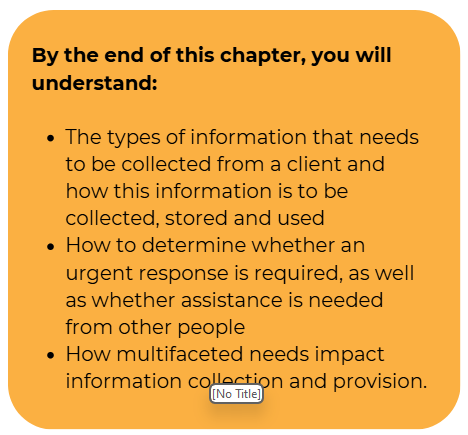 By the end of this chapter, you will
understand:
• The types of information that needs
to be collected from a client and
how this information is to be
collected, stored and used
• How to determine whether an
urgent response is required, as well
as whether assistance is needed
from other people
• How multifaceted needs impact
information collection and provision.
[No Title]